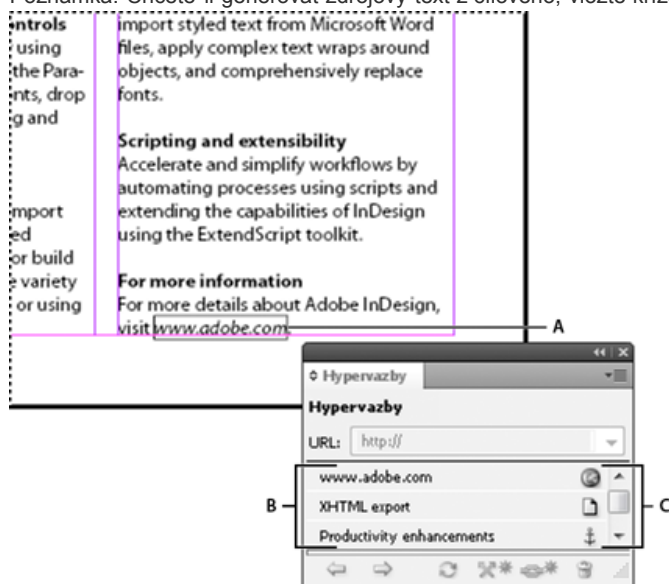 import styled text from Microsoft Word
files, apply complex text wraps around
objects, and comprehensively replace
fonts.
Scripting and extensibility
Accelerate and simplify workflows by
automating processes using scripts and
extending the capabilities of InDesign
using the ExtendScript toolkit.
For more information
For more details about Adobe InDesign,
visit www.adobe.com.
ntrols
using
the Para-
nts, drop
g and
mport
ed
or build
variety
or using
A
Hypervazby
Hypervazby
URL: http://
www.adobe.com
XHTML export
Productivity enhancements
B
C